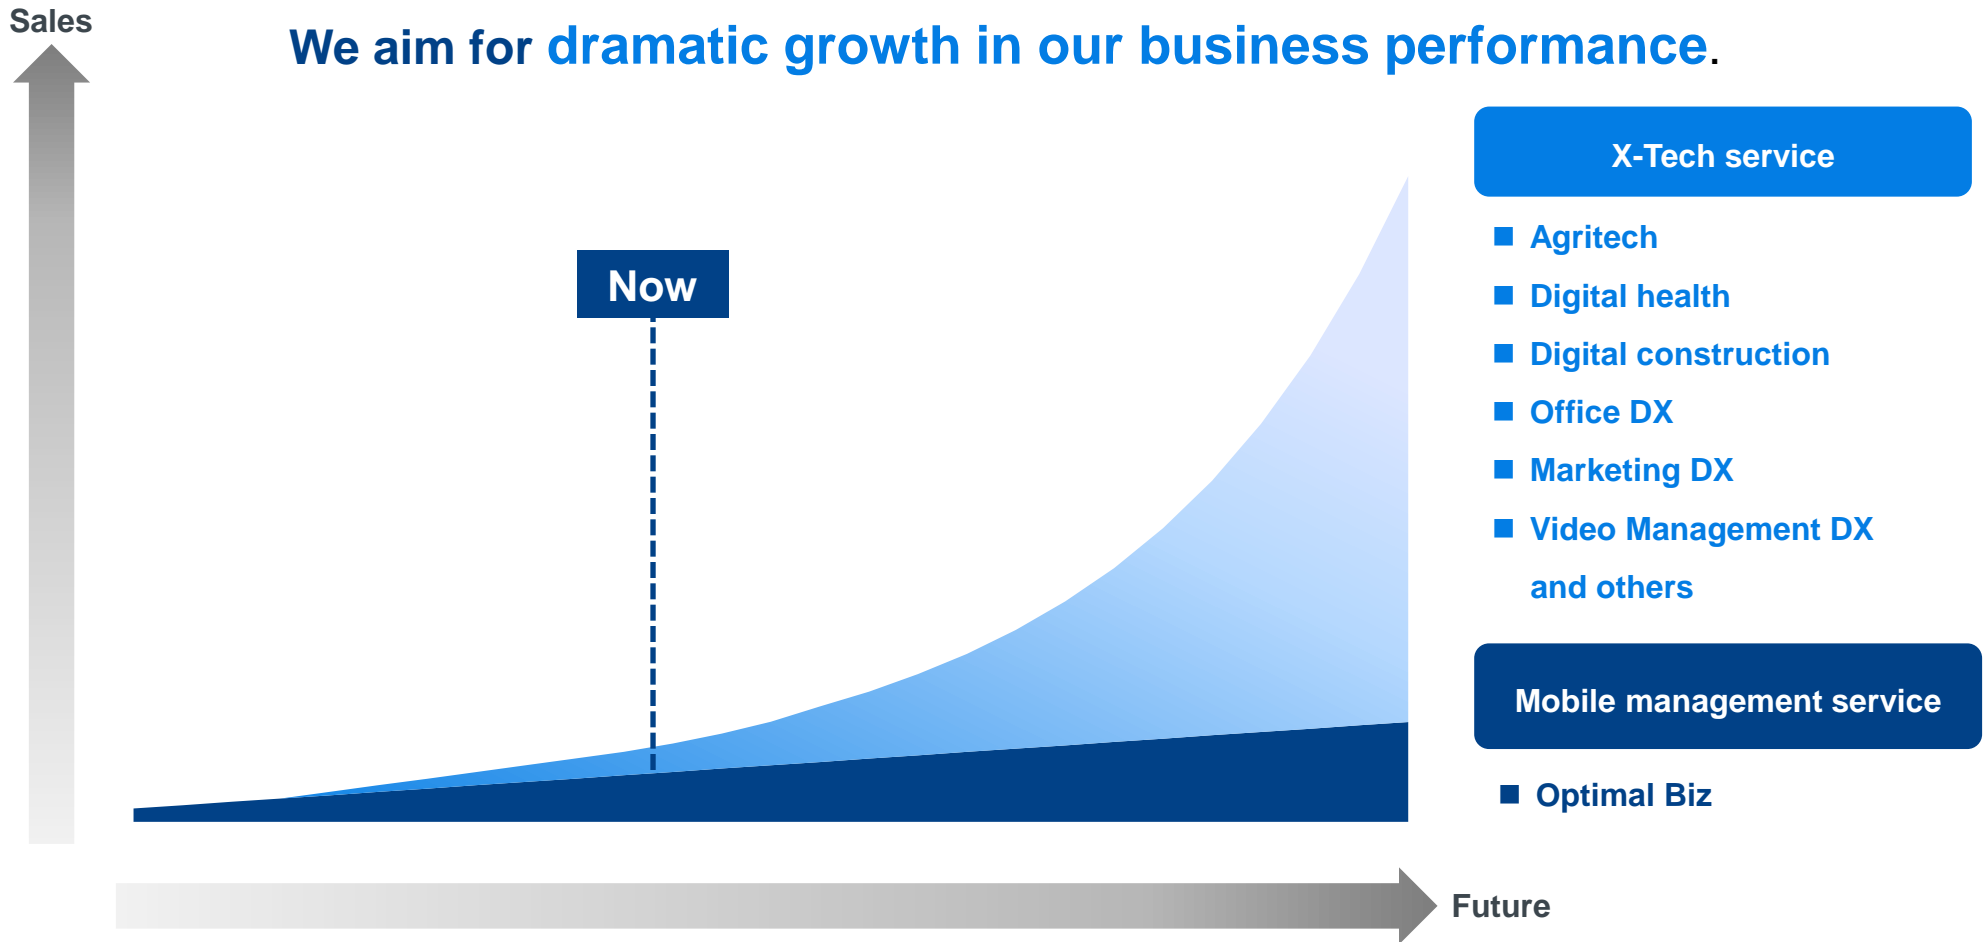 Sales
We aim for dramatic growth in our business performance.
Now
X-Tech service
■ Agritech
■ Digital health
■ Digital construction
■ Office DX
■ Marketing DX
■ Video Management DX
and others
Mobile management service
■ Optimal Biz
Future